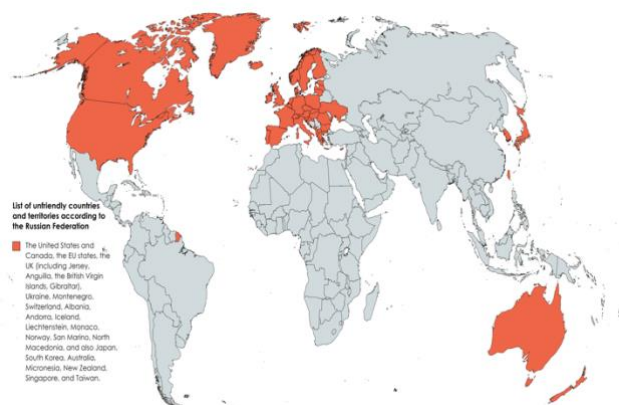 List of unfriendly countries
and territories according to
the Russian Federation
The United States and
Canada, the EU states, the
UK (including Jersey,
Anguilla, the British Virgin
Islands, Gibraltar),
Ukraine, Montenegro,
Switzerland, Albania,
Andorra, Iceland,
Liechtenstein, Monaco,
Norway, San Marino, North
Macedonia, and also Japan,
South Korea, Australia,
Micronesia, New Zealand,
Singapore, and Taiwan.